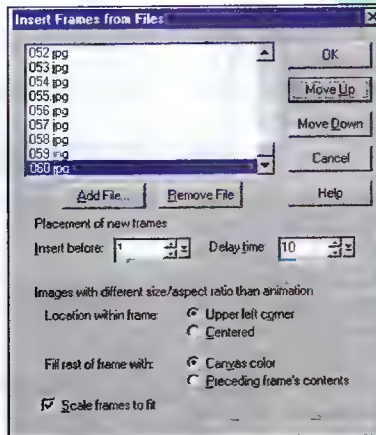 Insert Frames from Files
052.jpg
053.jpg
054.jpg
055.jpg
056.jpg
057.jpg
058.jpg
059.jpg
060.jpg
OK
Move Up
Move Down
Cancel
Help
Add File...
Remove File
Placement of new frames
Insert before: 1
Delay time: 10
Images with different size/aspect ratio than animation
Location within frame: Upper left corner
Centered
Fill rest of frame with: Canvas color
Preceding frame's contents
Scale frames to fit